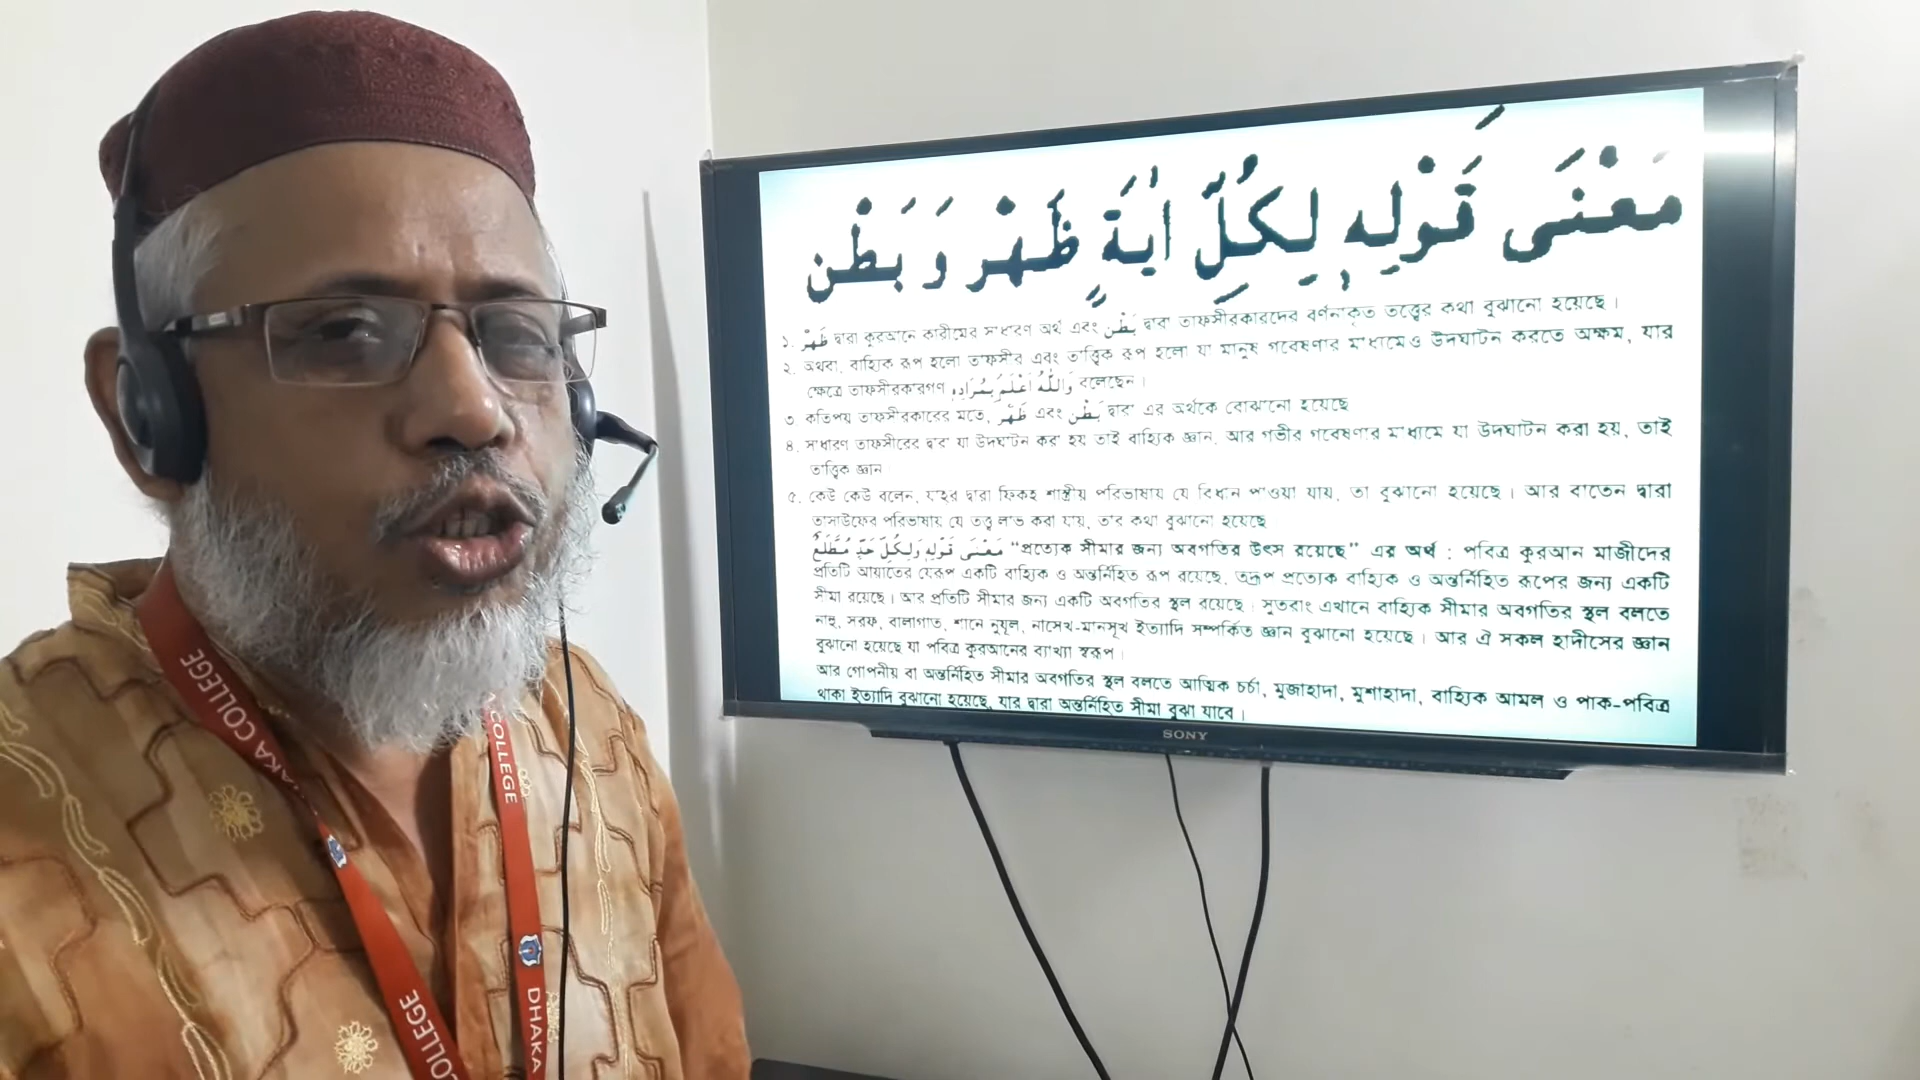 مَعْنَى قَوْلِهٖ لِكُلِّ اٰيَةٍ ظَهْر وَ بَطْن
১. ظَهْر দ্বারা কুরআনে কারীমের সাধারণ অর্থ এবং بَطْن দ্বারা তাফসীরকারদের বর্ণনাকৃত তত্ত্বের কথা বুঝানো হয়েছে।
২. অথবা, বাহ্যিক রূপ হলো তাফসীর এবং তাত্ত্বিক রূপ হলো যা মানুষ গবেষণার মাধ্যমেও উদঘাটন করতে অক্ষম, যার
ক্ষেত্রে তাফসীরকারগণ وَاللّٰهُ اَعْلَمُ بِمُرَادِهٖ বলেছেন।
৩ কতিপয় তাফসীরকারের মতে, ظَهْر এবং بَطْن দ্বারা এর অর্থকে বোঝানো হয়েছে
৪. সাধারণ তাফসীরের দ্বারা যা উদঘাটন করা হয় তাই বাহ্যিক জ্ঞান, আর গভীর গবেষণার মাধ্যমে যা উদঘাটন করা হয়, তাই
তাত্ত্বিক জ্ঞান
৫. কেউ কেউ বলেন, যাহর দ্বারা ফিকহ শাস্ত্রীয় পরিভাষায় যে বিধান পাওয়া যায়, তা বুঝানো হয়েছে। আর বাতেন দ্বারা
তাসাউফের পরিভাষায় যে তত্ত্ব লাভ করা যায়, তার কথা বুঝানো হয়েছে
مَعْنَى قَوْلِهٖ وَلِكُلِّ حَدٍّ مُطَّلَعٌ "প্রত্যেক সীমার জন্য অবগতির উৎস রয়েছে" এর অর্থ : পবিত্র কুরআন মাজীদের
প্রতিটি আয়াতের যেরূপ একটি বাহ্যিক ও অন্তর্নিহিত রূপ রয়েছে, তদ্রূপ প্রত্যেক বাহ্যিক ও অন্তর্নিহিত রূপের জন্য একটি
সীমা রয়েছে। আর প্রতিটি সীমার জন্য একটি অবগতির স্থল রয়েছে। সুতরাং এখানে বাহ্যিক সীমার অবগতির স্থল বলতে
নাহু, সরফ, বালাগাত, শানে নুযূল, নাসেখ-মানসূখ ইত্যাদি সম্পর্কিত জ্ঞান বুঝানো হয়েছে। আর ঐ সকল হাদীসের জ্ঞান
বুঝানো হয়েছে যা পবিত্র কুরআনের ব্যাখ্যা স্বরূপ।
আর গোপনীয় বা অন্তর্নিহিত সীমার অবগতির স্থল বলতে আত্মিক চর্চা, মুজাহাদা, মুশাহাদা, বাহ্যিক আমল ও পাক-পবিত্র
থাকা ইত্যাদি বুঝানো হয়েছে, যার দ্বারা অন্তর্নিহিত সীমা বুঝা যাবে।
SONY
AKA COLLEGE
COLLEGE
COLLEGE
DHAKA